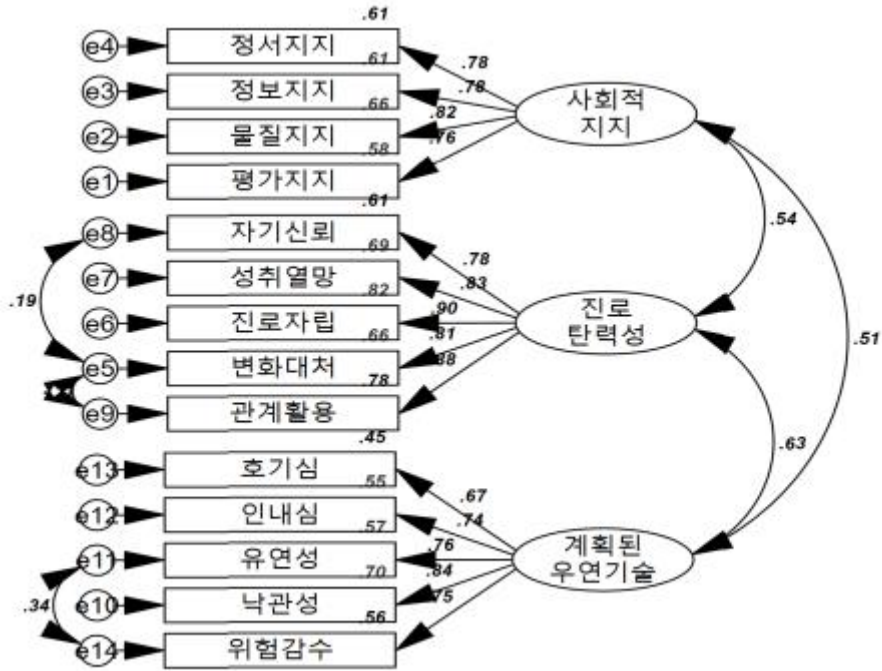 .61
e4 정서지지 .78
.61
e3 정보지지 .78 사회적
지지
.66
e2 물질지지 .82
.58
e1 평가지지 .76
.54
.61
e8 자기신뢰 .78
.69
e7 성취열망 .83
.19
.82
e6 진로자립 .90 진로
탄력성
.51
.66
e5 변화대처 .81
.78
e9 관계활용 .88
.63
.45
e13 호기심 .67
.55
e12 인내심 .74
.57
e11 유연성 .76 계획된
우연기술
.70
.34
e10 낙관성 .84
.56
e14 위험감수 .75